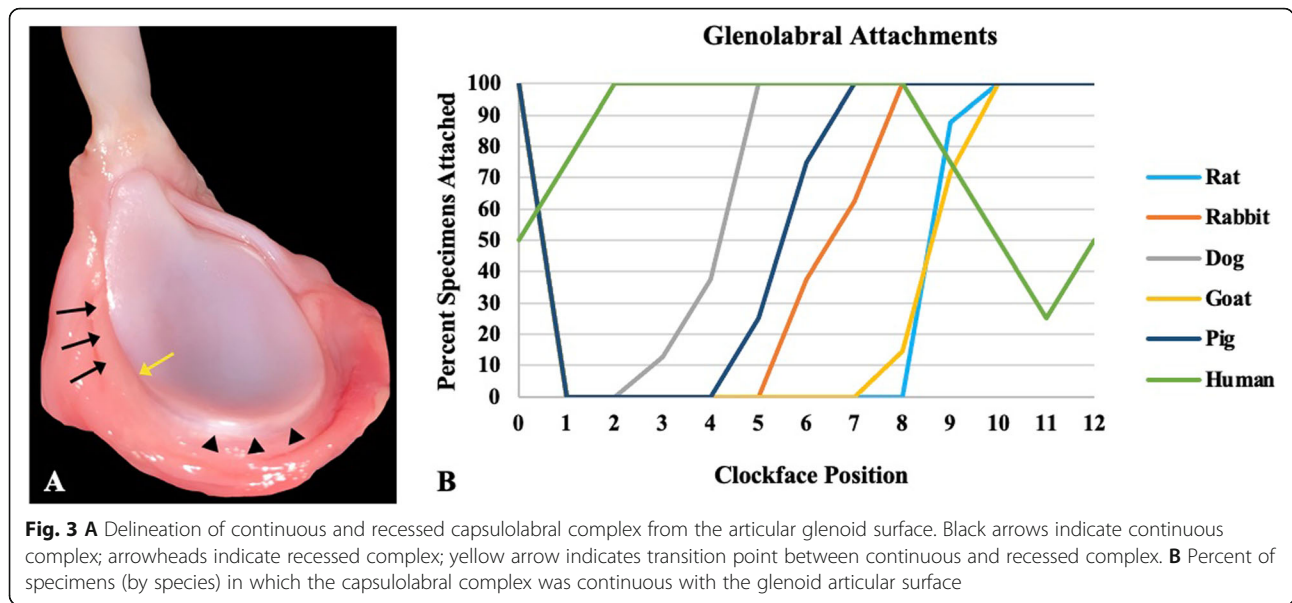 Glenolabral Attachments
Percent Specimens Attached
100
90
80
70
60
50
40
30
20
10
0
0 1 2 3 4 5 6 7 8 9 10 11 12
Clockface Position
Rat
Rabbit
Dog
Goat
Pig
Human
A
B
Fig. 3 A Delineation of continuous and recessed capsulolabral complex from the articular glenoid surface. Black arrows indicate continuous
complex; arrowheads indicate recessed complex; yellow arrow indicates transition point between continuous and recessed complex. B Percent of
specimens (by species) in which the capsulolabral complex was continuous with the glenoid articular surface